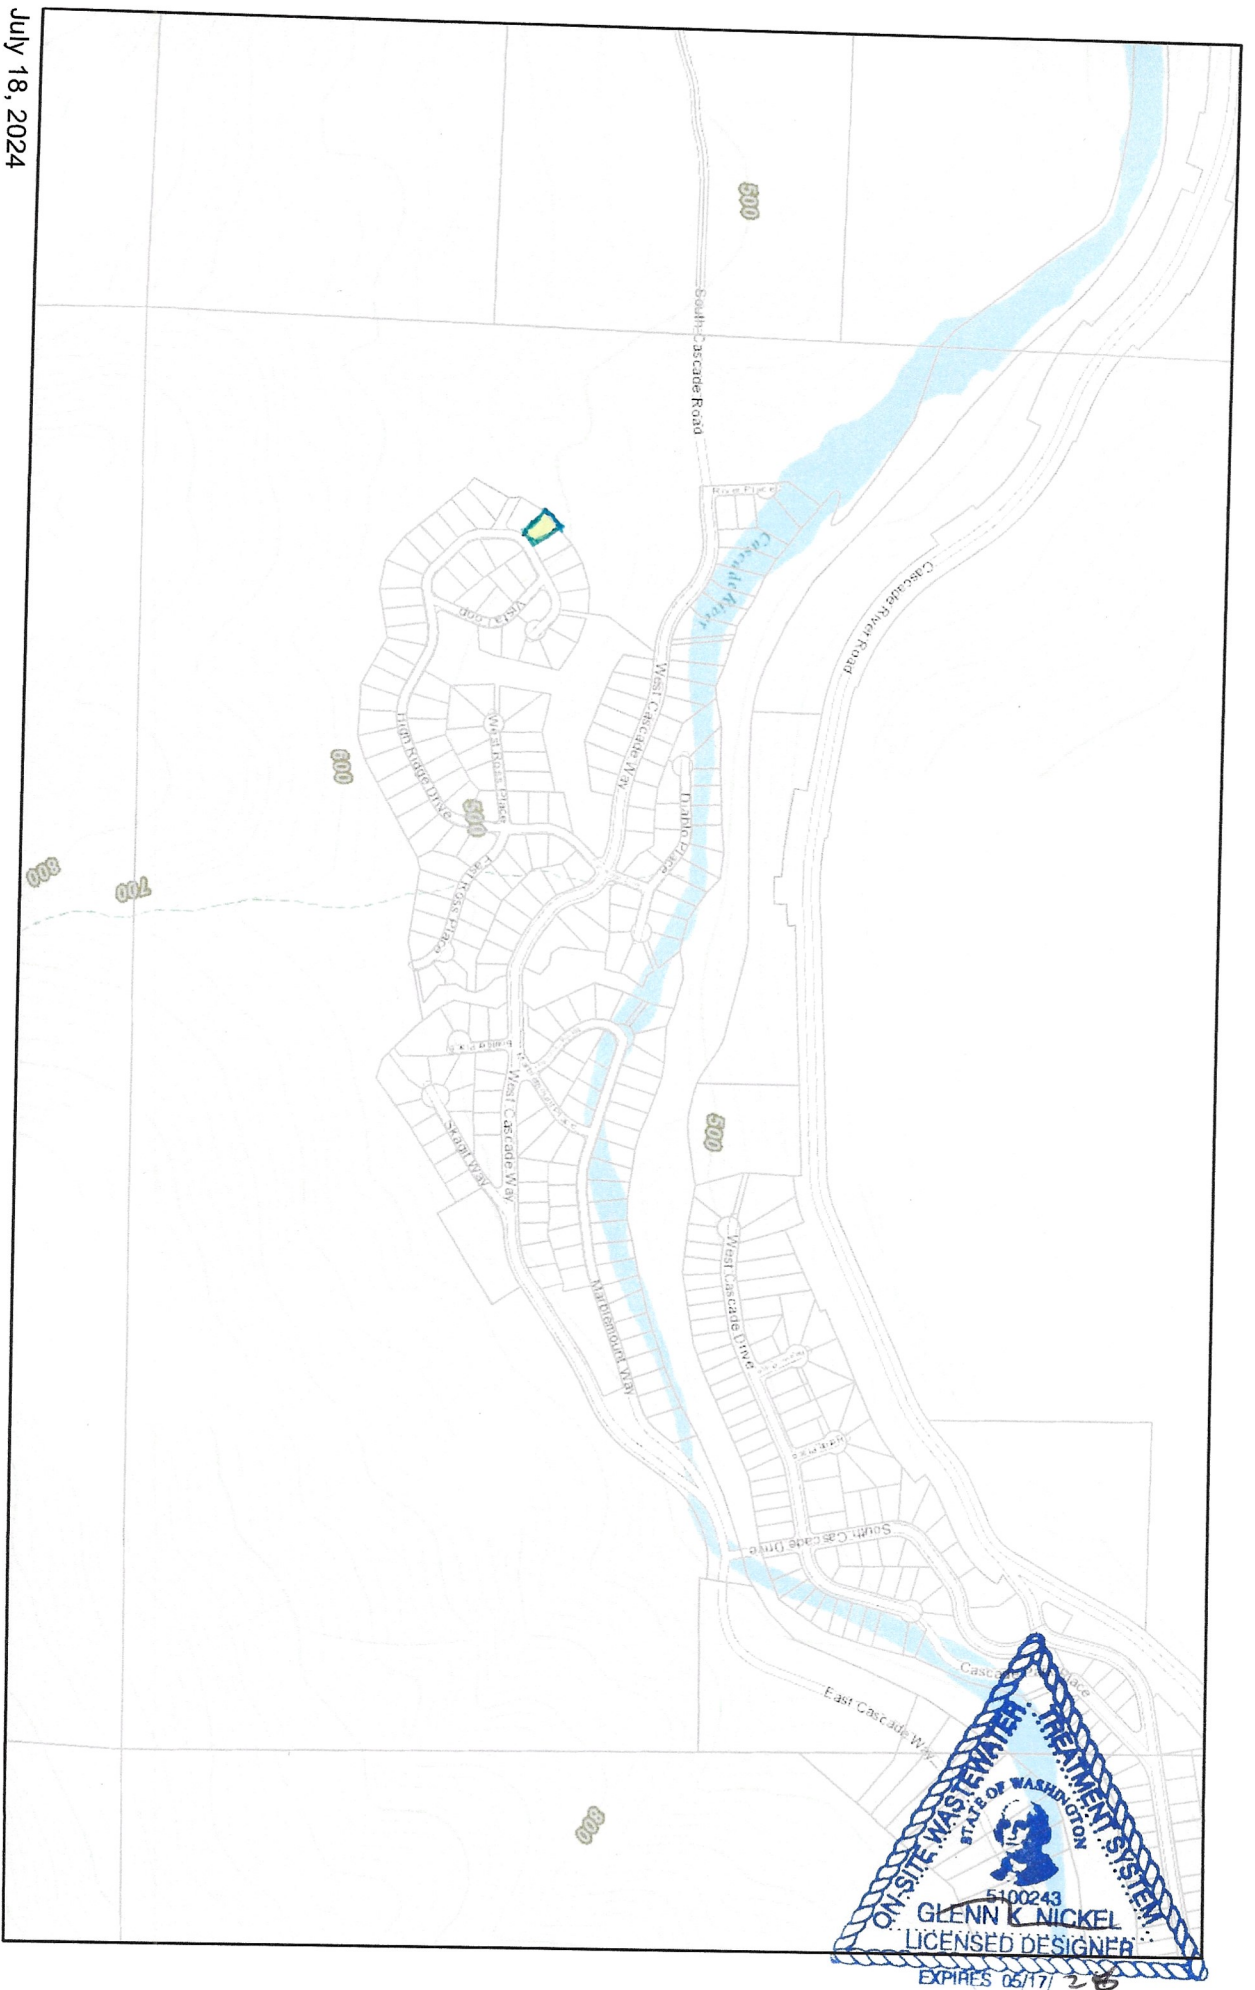 July 18, 2024
500
South Cascade Road
River Place
Cascade River
Cascade River Road
Vista Loop
West Cascade Way
High Ridge Drive
West Ross Place
600
500
Diablo Place
East Ross Place
800
700
Skagit Way
West Cascade Way
500
Marblemount Way
West Cascade Drive
South Cascade Drive
Place
East Cascade Way
800
ON-SITE WASTEWATER TREATMENT SYSTEM
STATE OF WASHINGTON
5100243
GLENN K NICKEL
LICENSED DESIGNER
EXPIRES 05/17/